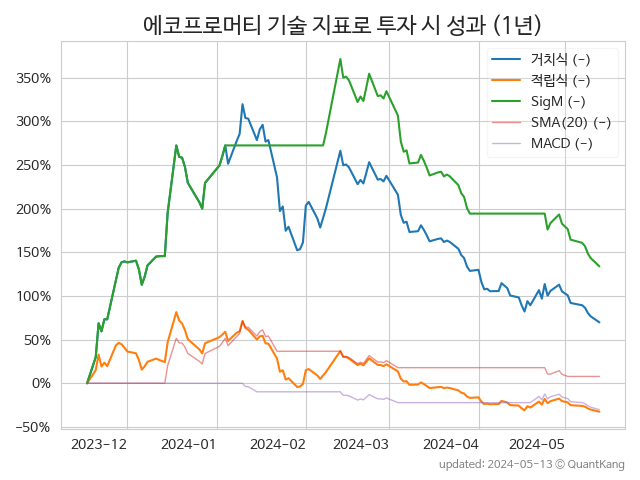 에코프로머티 기술 지표로 투자 시 성과 (1년)
거치식 (-)
적립식 (-)
SigM (-)
SMA(20) (-)
MACD (-)
350%
300%
250%
200%
150%
100%
50%
0%
−50%
2023-12
2024-01
2024-02
2024-03
2024-04
2024-05
updated: 2024-05-13 ⓒ QuantKang